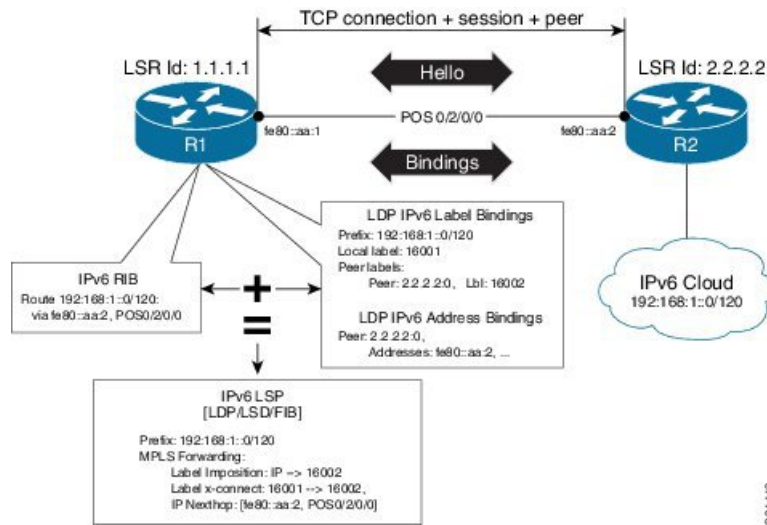 TCP connection + session + peer
LSR Id: 1.1.1.1
LSR Id: 2.2.2.2
Hello
POS 0/2/0/0
fe80::aa:1
fe80::aa:2
R1
R2
Bindings
LDP IPv6 Label Bindings
Prefix: 192:168:1::0/120
Local label: 16001
Peer labels:
Peer: 2.2.2.2:0, Lbl: 16002
LDP IPv6 Address Bindings
Peer: 2.2.2.2:0,
Addresses: fe80::aa:2, ...
IPv6 RIB
Route 192:168:1::0/120:
via fe80::aa:2, POS0/2/0/0
+
=
IPv6 Cloud
192:168:1::0/120
IPv6 LSP
[LDP/LSD/FIB]
Prefix: 192:168:1::0/120
MPLS Forwarding:
Label Imposition: IP --> 16002
Label x-connect: 16001 --> 16002,
IP Nexthop: [fe80::aa:2, POS0/2/0/0]